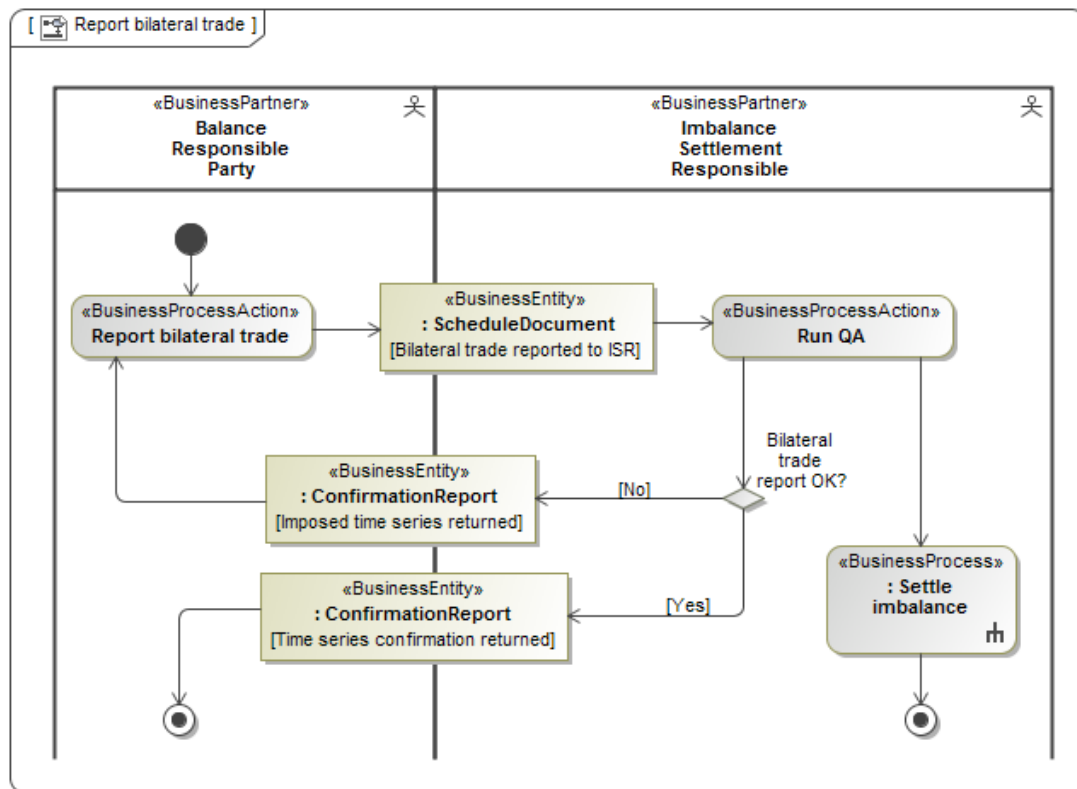 [ Report bilateral trade ]
«BusinessPartner»
Balance
Responsible
Party
«BusinessPartner»
Imbalance
Settlement
Responsible
«BusinessProcessAction»
Report bilateral trade
«BusinessEntity»
: ScheduleDocument
[Bilateral trade reported to ISR]
«BusinessProcessAction»
Run QA
Bilateral
trade
report OK?
«BusinessEntity»
: ConfirmationReport
[Imposed time series returned]
[No]
«BusinessProcess»
: Settle
imbalance
«BusinessEntity»
: ConfirmationReport
[Time series confirmation returned]
[Yes]